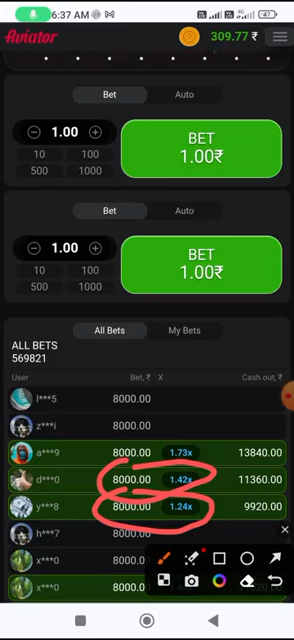 6:37 AM
47
Aviator
309.77 ₹
Bet Auto
1.00
10 100
500 1000
BET
1.00₹
Bet Auto
1.00
10 100
500 1000
BET
1.00₹
All Bets My Bets
ALL BETS
569821
User Bet, ₹ X Cash out, ₹
l***5 8000.00
z***i 8000.00
a***9 8000.00 1.73x 13840.00
d***0 8000.00 1.42x 11360.00
y***8 8000.00 1.24x 9920.00
h***7 8000.00
x***0 8000.00
x***0 8000.00